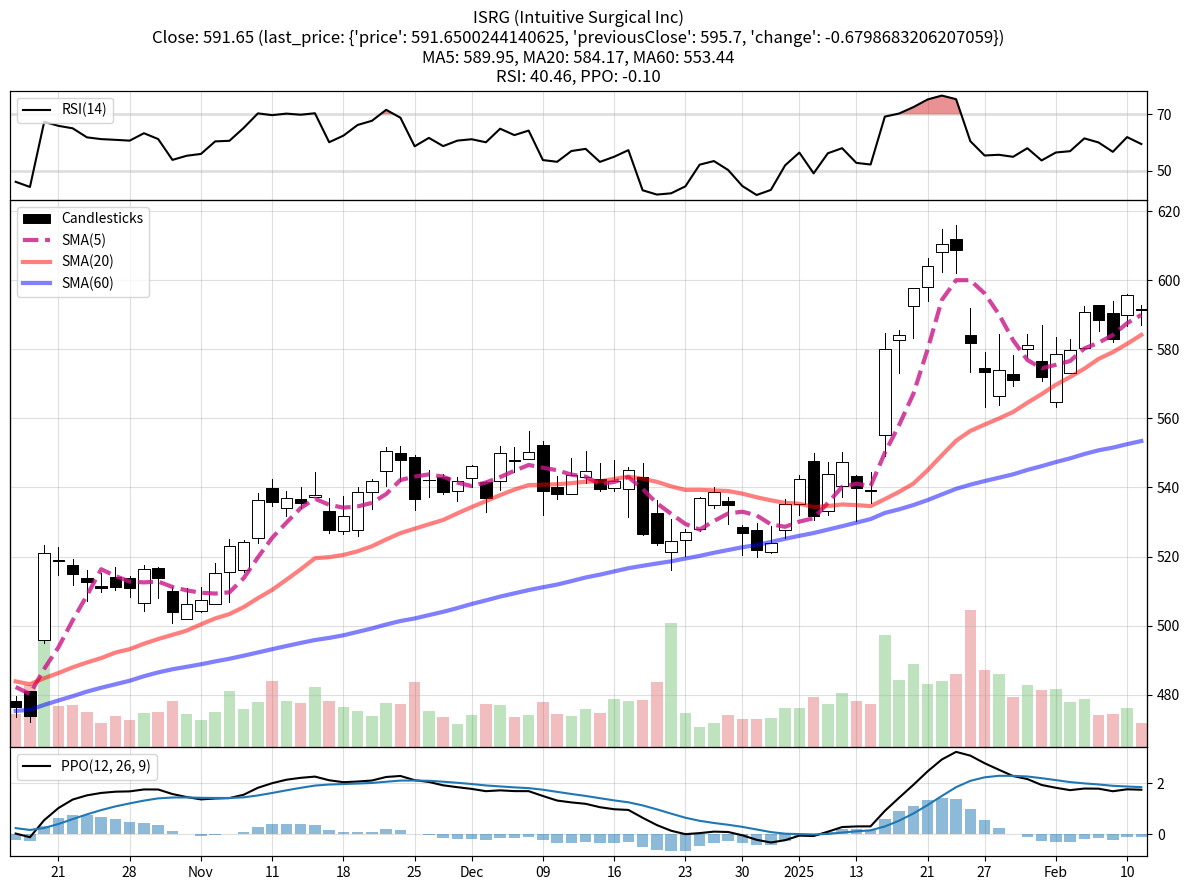 ISRG (Intuitive Surgical Inc)
Close: 591.65 (last_price: {'price': 591.6500244140625, 'previousClose': 595.7, 'change': -0.6798683206207059})
MA5: 589.95, MA20: 584.17, MA60: 553.44
RSI: 40.46, PPO: -0.10
RSI(14)
70
50
Candlesticks
SMA(5)
SMA(20)
SMA(60)
620
600
580
560
540
520
500
480
PPO(12, 26, 9)
2
0
21 28 Nov 11 18 25 Dec 09 16 23 30 2025 13 21 27 Feb 10